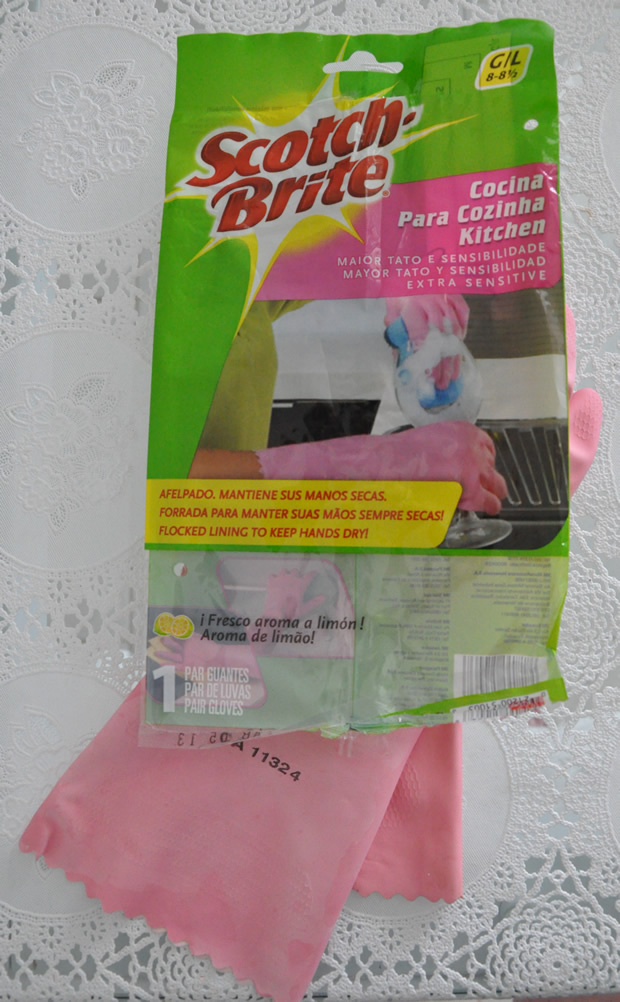 G/L
8-8½
Scotch-
Brite
Cocina
Para Cozinha
Kitchen
MAIOR TATO E SENSIBILIDADE
MAYOR TATO Y SENSIBILIDAD
EXTRA SENSITIVE
AFELPADO. MANTIENE SUS MANOS SECAS.
FORRADA PARA MANTER SUAS MÃOS SEMPRE SECAS!
FLOCKED LINING TO KEEP HANDS DRY!
¡Fresco aroma a limón!
Aroma de limão!
1 PAR GUANTES
PAR DE LUVAS
PAIR GLOVES
A 11324